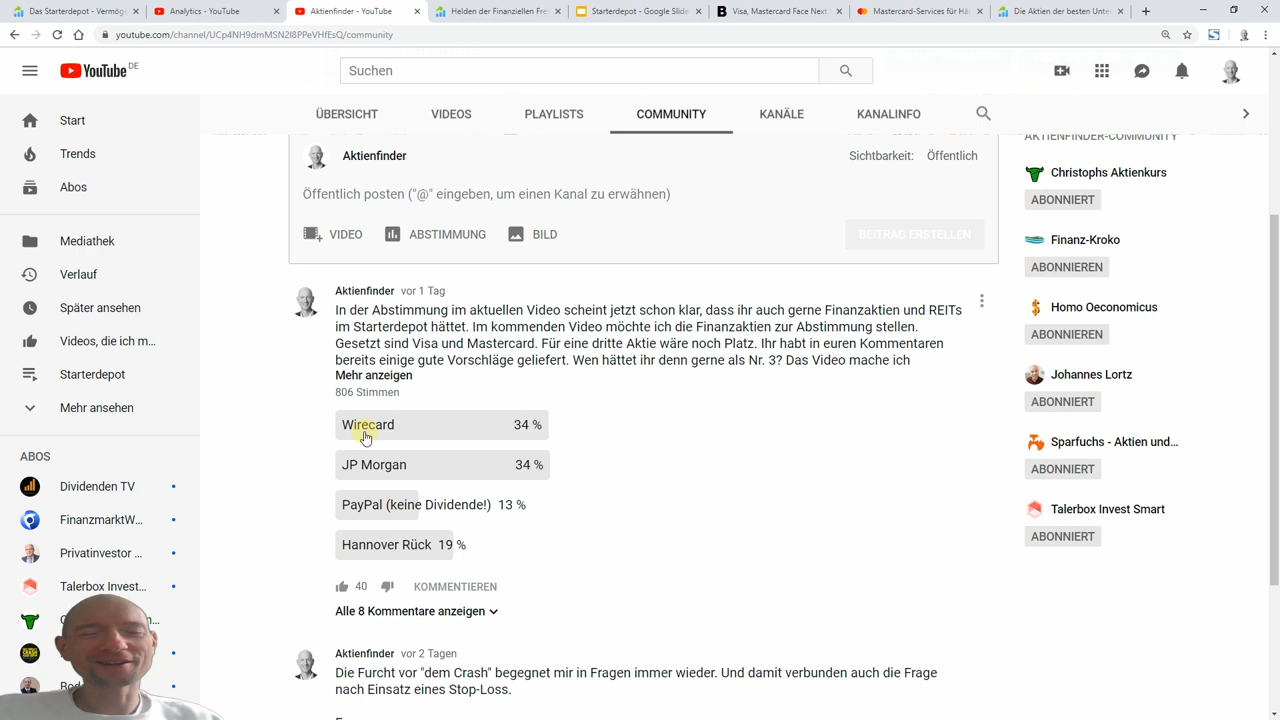 Das Starterdepot - Vermög
Analytics - YouTube
Aktienfinder - YouTube
Helden der Finanziellen Fre
Starterdepot - Google Slide
Visa, Mastercard Face Next
Mastercard-Services für Hä
Die Aktien der besten Unte
youtube.com/channel/UCp4NH9dmMSN2I8PPeVHfEsQ/community
YouTube DE
Suchen
ÜBERSICHT
VIDEOS
PLAYLISTS
COMMUNITY
KANÄLE
KANALINFO
Start
Trends
Abos
Mediathek
Verlauf
Später ansehen
Videos, die ich m...
Starterdepot
Mehr ansehen
ABOS
Dividenden TV
FinanzmarktW...
Privatinvestor ...
Talerbox Invest...
Aktienfinder
Sichtbarkeit: Öffentlich
Öffentlich posten ("@" eingeben, um einen Kanal zu erwähnen)
VIDEO
ABSTIMMUNG
BILD
BEITRAG ERSTELLEN
Aktienfinder vor 1 Tag
In der Abstimmung im aktuellen Video scheint jetzt schon klar, dass ihr auch gerne Finanzaktien und REITs
im Starterdepot hättet. Im kommenden Video möchte ich die Finanzaktien zur Abstimmung stellen.
Gesetzt sind Visa und Mastercard. Für eine dritte Aktie wäre noch Platz. Ihr habt in euren Kommentaren
bereits einige gute Vorschläge geliefert. Wen hättet ihr denn gerne als Nr. 3? Das Video mache ich
Mehr anzeigen
806 Stimmen
Wirecard 34 %
JP Morgan 34 %
PayPal (keine Dividende!) 13 %
Hannover Rück 19 %
40
KOMMENTIEREN
Alle 8 Kommentare anzeigen
Aktienfinder vor 2 Tagen
Die Furcht vor "dem Crash" begegnet mir in Fragen immer wieder. Und damit verbunden auch die Frage
nach Einsatz eines Stop-Loss.
AKTIENFINDER-COMMUNITY
Christophs Aktienkurs
ABONNIERT
Finanz-Kroko
ABONNIEREN
Homo Oeconomicus
ABONNIEREN
Johannes Lortz
ABONNIERT
Sparfuchs - Aktien und...
ABONNIERT
Talerbox Invest Smart
ABONNIERT